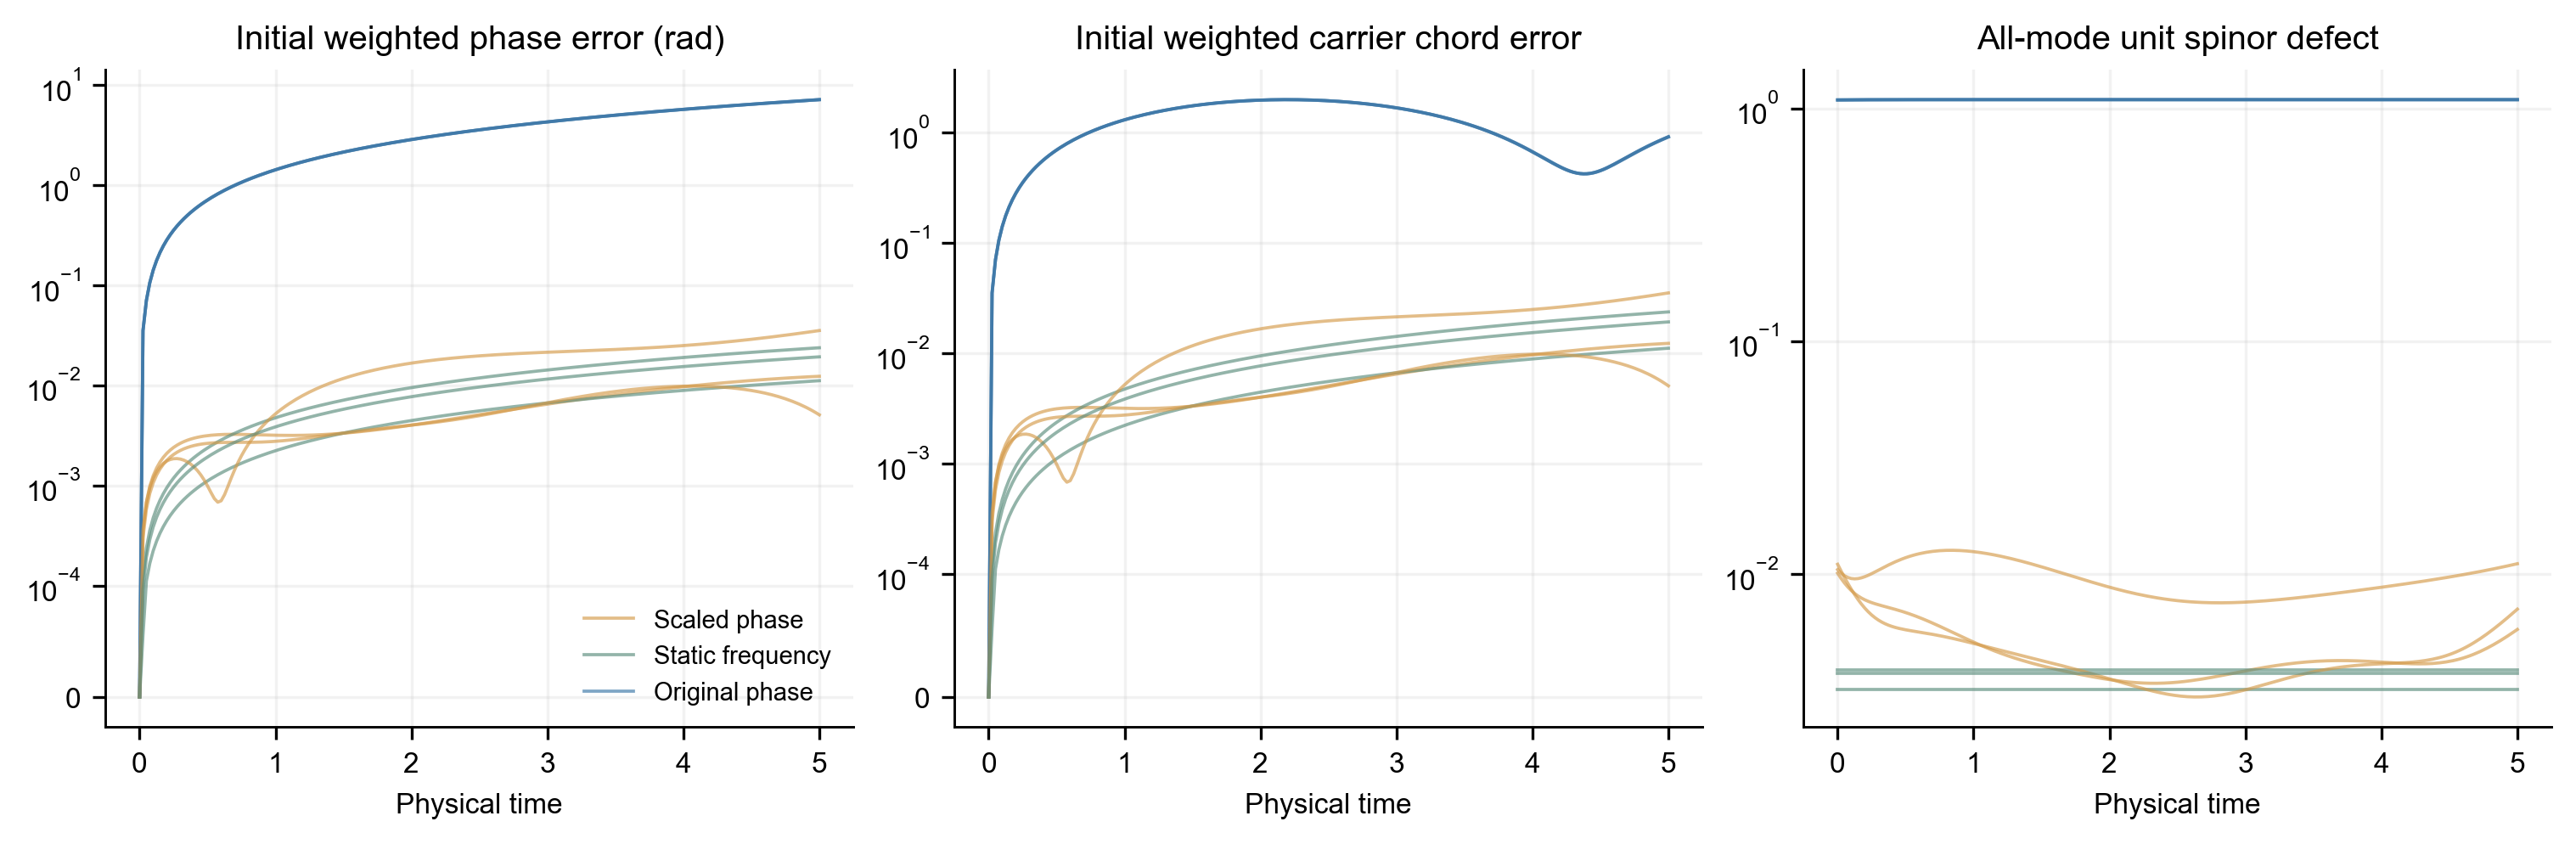 Initial weighted phase error (rad)
10^1
10^0
10^−1
10^−2
10^−3
10^−4
0
Scaled phase
Static frequency
Original phase
0 1 2 3 4 5
Physical time
Initial weighted carrier chord error
10^0
10^−1
10^−2
10^−3
10^−4
0
0 1 2 3 4 5
Physical time
All-mode unit spinor defect
10^0
10^−1
10^−2
0 1 2 3 4 5
Physical time